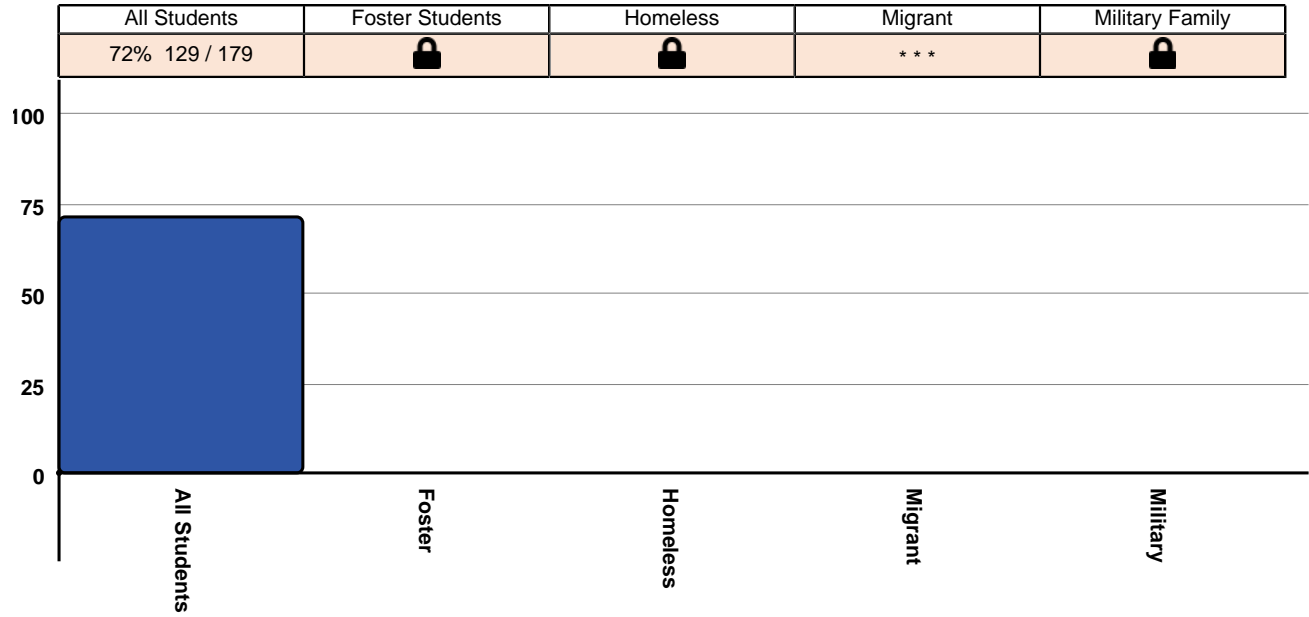 All Students Foster Students Homeless Migrant Military Family
72% 129 / 179 * * *
100
75
50
25
0
All Students
Foster
Homeless
Migrant
Military